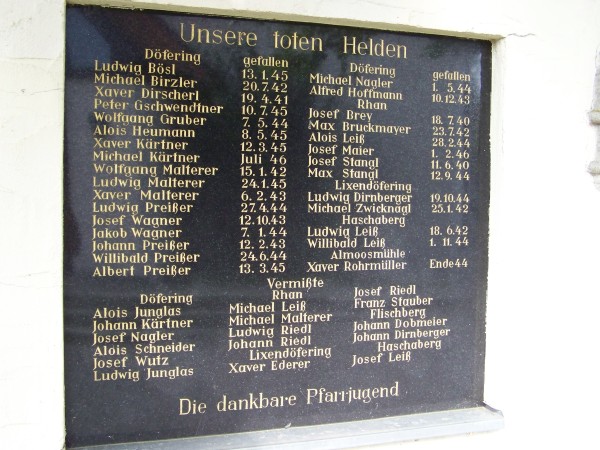 Unsere toten Helden
Döfering gefallen
Ludwig Bösl 13.1.45
Michael Birzler 20.7.42
Xaver Dirscherl 19.4.41
Peter Gschwendtner 10.7.45
Wolfgang Gruber 7.5.44
Alois Heumann 8.5.45
Xaver Kärtner 12.3.45
Michael Kärtner Juli 46
Wolfgang Malterer 15.1.42
Ludwig Malterer 24.1.45
Xaver Malterer 6.2.43
Ludwig Preißer 27.4.44
Josef Wagner 12.10.43
Jakob Wagner 7.1.44
Johann Preißer 12.2.43
Willibald Preißer 24.6.44
Albert Preißer 13.3.45
Döfering gefallen
Michael Nagler 1.5.44
Alfred Hoffmann 10.12.43
Rhan
Josef Brey 18.7.40
Max Bruckmayer 23.7.42
Alois Leiß 28.2.44
Josef Maier 1.2.46
Josef Stangl 11.6.40
Max Stangl 12.9.44
Lixendöfering
Ludwig Dirnberger 19.10.44
Michael Zwicknagl 25.1.42
Haschaberg
Ludwig Leiß 18.6.42
Willibald Leiß 1.11.44
Almoosmühle
Xaver Rohrmüller Ende44
Vermißte
Döfering
Alois Junglas
Johann Kärtner
Josef Nagler
Alois Schneider
Josef Wutz
Ludwig Junglas
Rhan
Michael Leiß
Michael Malterer
Ludwig Riedl
Johann Riedl
Lixendöfering
Xaver Ederer
Josef Riedl
Franz Stauber
Flischberg
Johann Dobmeier
Johann Dirnberger
Haschaberg
Josef Leiß
Die dankbare Pfarrjugend